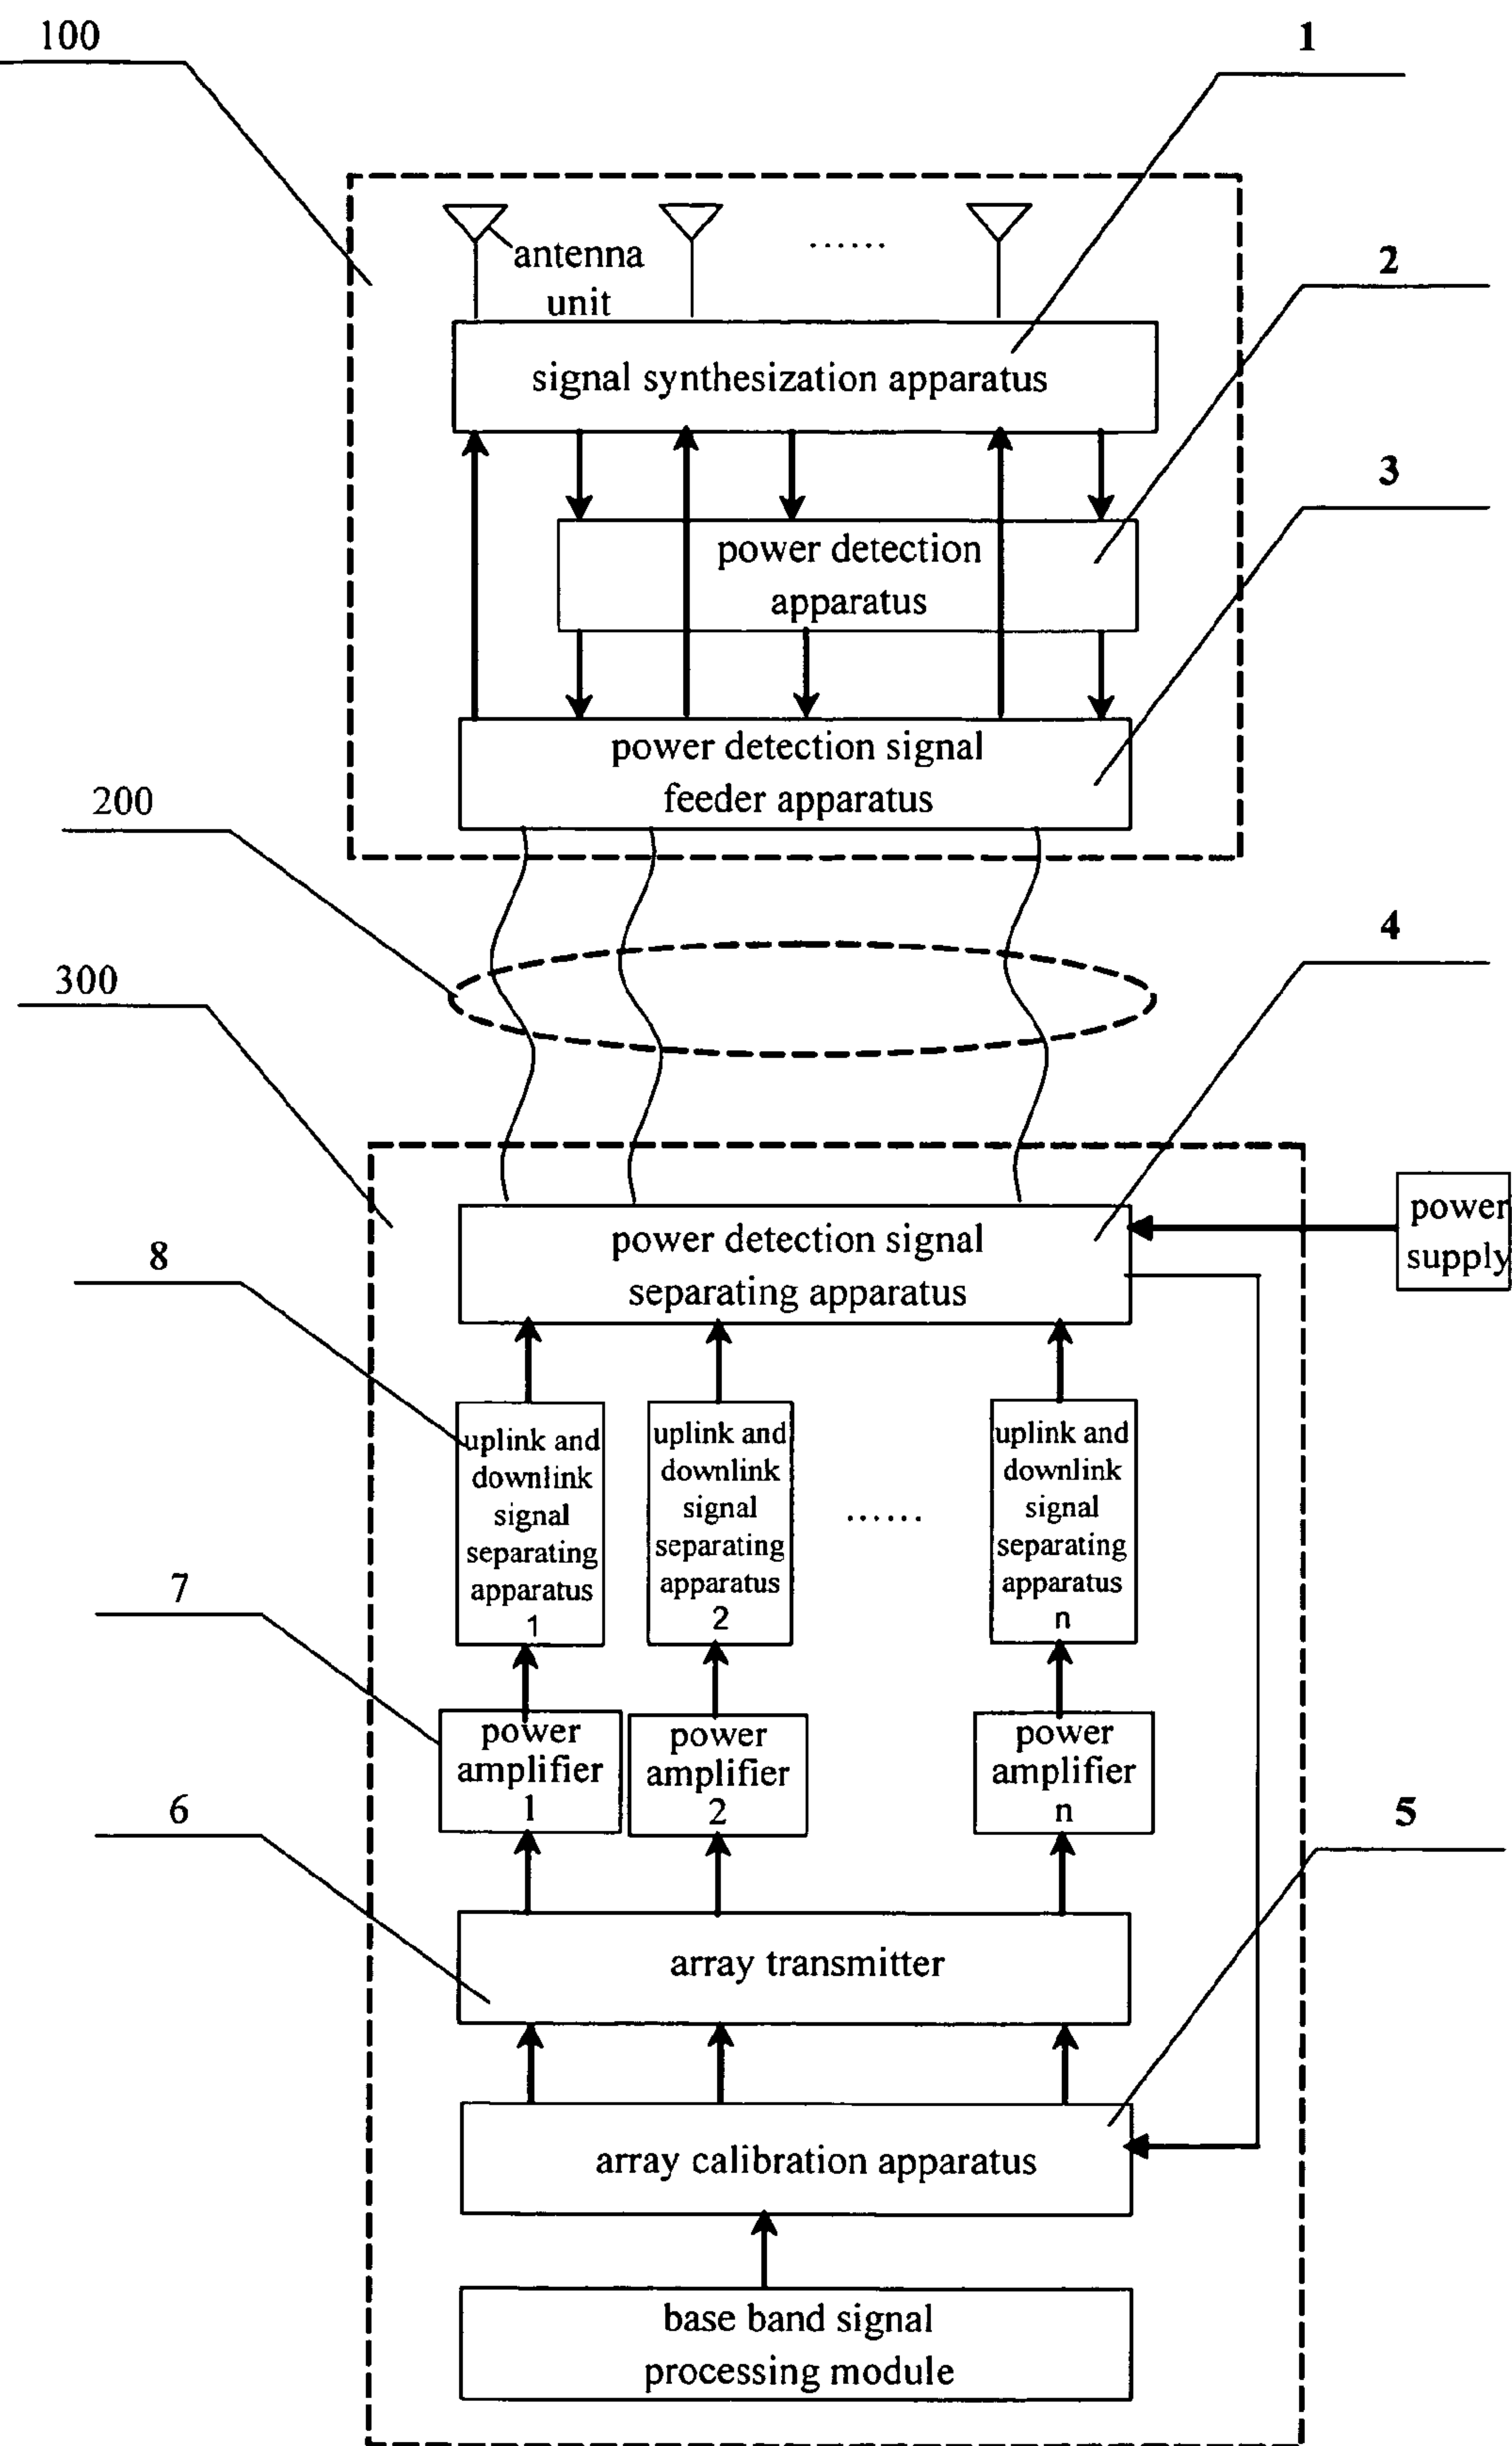 100
1
antenna
unit
......
2
signal synthesization apparatus
3
power detection
apparatus
power detection signal
feeder apparatus
200
4
300
power detection signal
separating apparatus
power
supply
8
uplink and
downlink
signal
separating
apparatus
1
uplink and
downlink
signal
separating
apparatus
2
......
uplink and
downlink
signal
separating
apparatus
n
7
power
amplifier
1
power
amplifier
2
power
amplifier
n
6
5
array transmitter
array calibration apparatus
base band signal
processing module